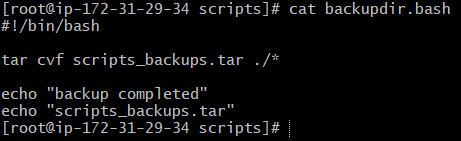 [root@ip-172-31-29-34 scripts]# cat backupdir.bash
#!/bin/bash
tar cvf scripts_backups.tar ./*
echo "backup completed"
echo "scripts_backups.tar"
[root@ip-172-31-29-34 scripts]#